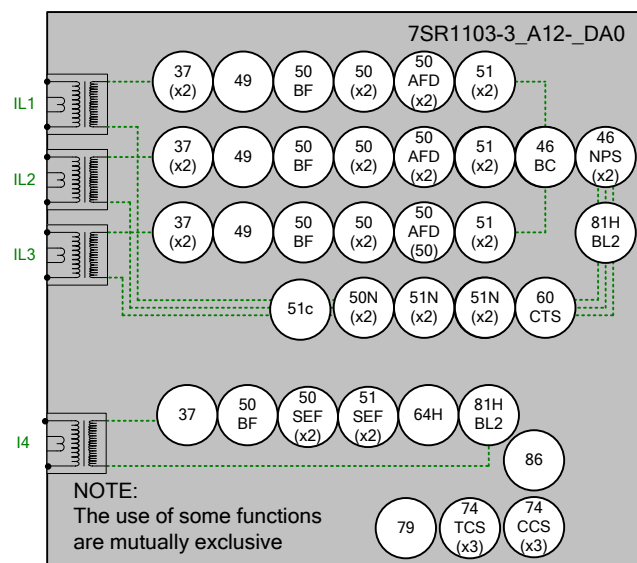 7SR1103-3_A12-_DA0
IL1
37
(x2)
49
50
BF
50
(x2)
50
AFD
(x2)
51
(x2)
IL2
37
(x2)
49
50
BF
50
(x2)
50
AFD
(x2)
51
(x2)
46
BC
46
NPS
(x2)
IL3
37
(x2)
49
50
BF
50
(x2)
50
AFD
(50)
51
(x2)
81H
BL2
51c
50N
(x2)
51N
(x2)
51N
(x2)
60
CTS
I4
37
50
BF
50
SEF
(x2)
51
SEF
(x2)
64H
81H
BL2
86
NOTE:
The use of some functions
are mutually exclusive
79
74
TCS
(x3)
74
CCS
(x3)